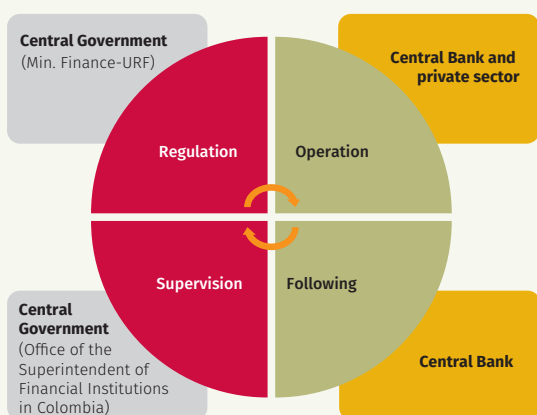 Central Government
(Min. Finance-URF)
Central Bank and
private sector
Regulation
Operation
Supervision
Following
Central
Government
(Office of the
Superintendent of
Financial Institutions
in Colombia)
Central Bank